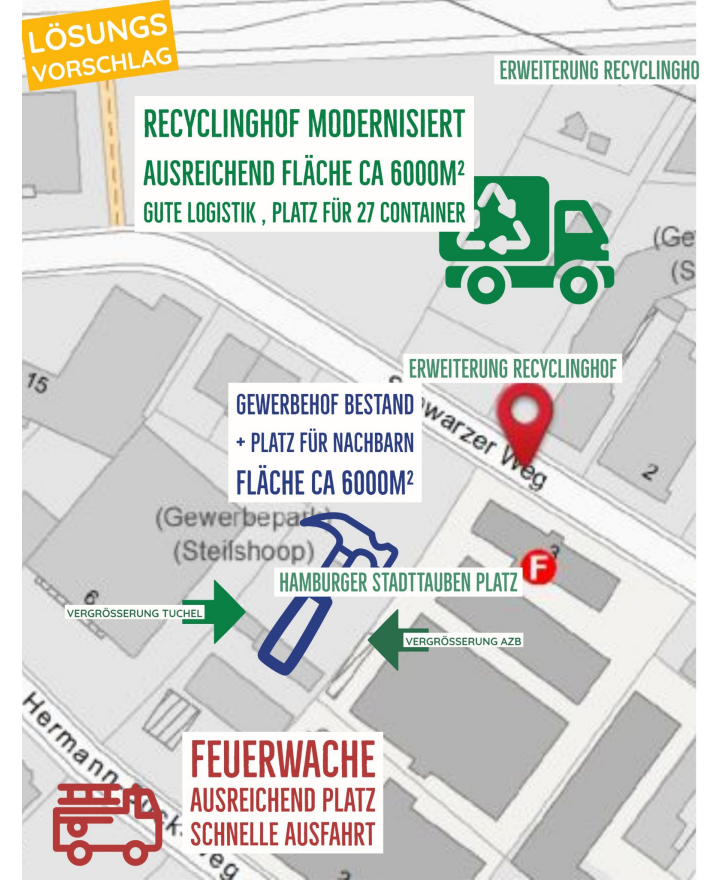 LÖSUNGS
VORSCHLAG
ERWEITERUNG RECYCLINGHO
RECYCLINGHOF MODERNISIERT
AUSREICHEND FLÄCHE CA 6000M²
GUTE LOGISTIK , PLATZ FÜR 27 CONTAINER
(Ge
(S
ERWEITERUNG RECYCLINGHOF
15
GEWERBEHOF BESTAND
+ PLATZ FÜR NACHBARN
FLÄCHE CA 6000M²
warzer Weg
2
(Gewerbepark)
(Steilshoop)
3
F
HAMBURGER STADTTAUBEN PLATZ
6
VERGRÖSSERUNG TUCHEL
VERGRÖSSERUNG AZB
Hermann
FEUERWACHE
AUSREICHEND PLATZ
SCHNELLE AUSFAHRT
eg